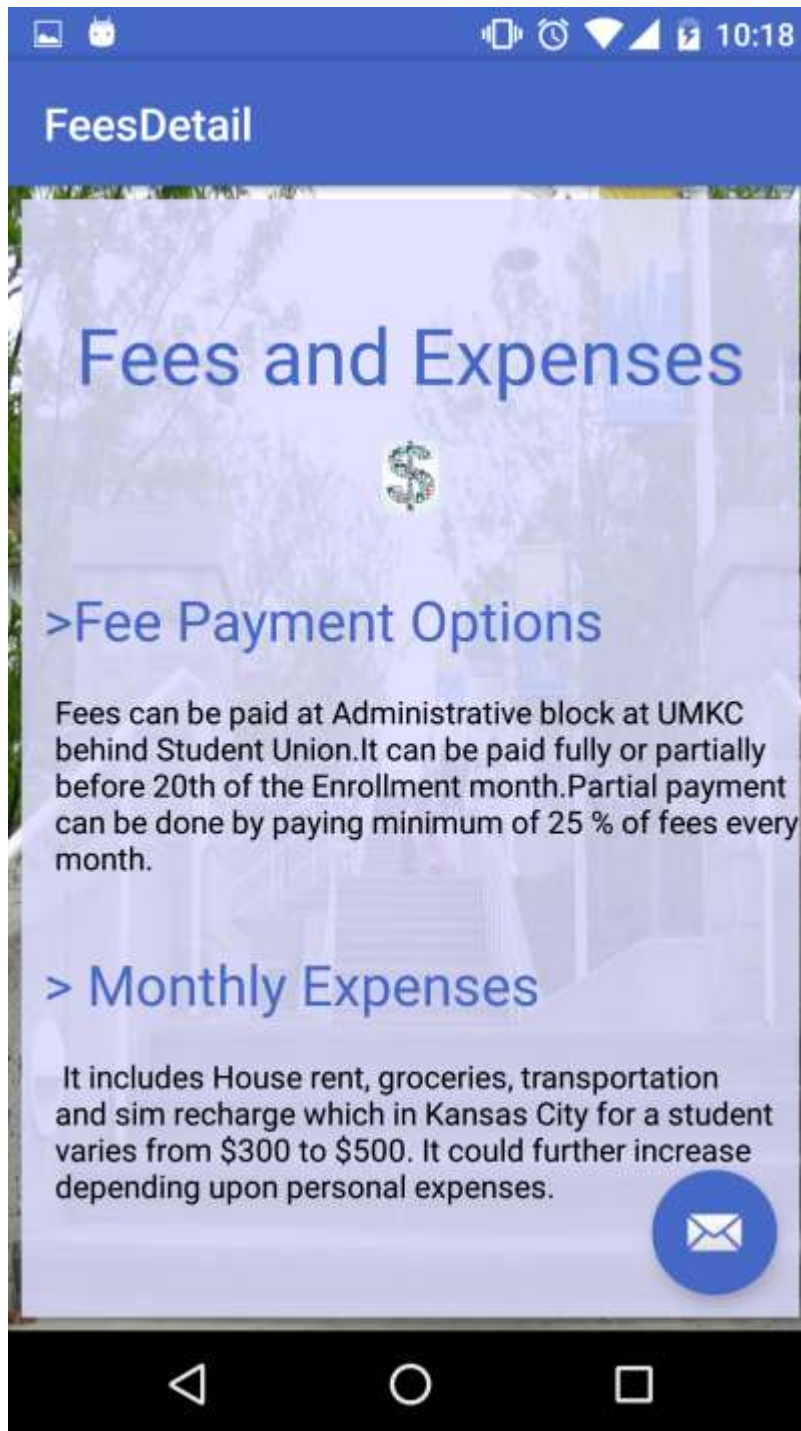 10:18
FeesDetail
Fees and Expenses
$
>Fee Payment Options
Fees can be paid at Administrative block at UMKC
behind Student Union.It can be paid fully or partially
before 20th of the Enrollment month.Partial payment
can be done by paying minimum of 25 % of fees every
month.
> Monthly Expenses
It includes House rent, groceries, transportation
and sim recharge which in Kansas City for a student
varies from $300 to $500. It could further increase
depending upon personal expenses.